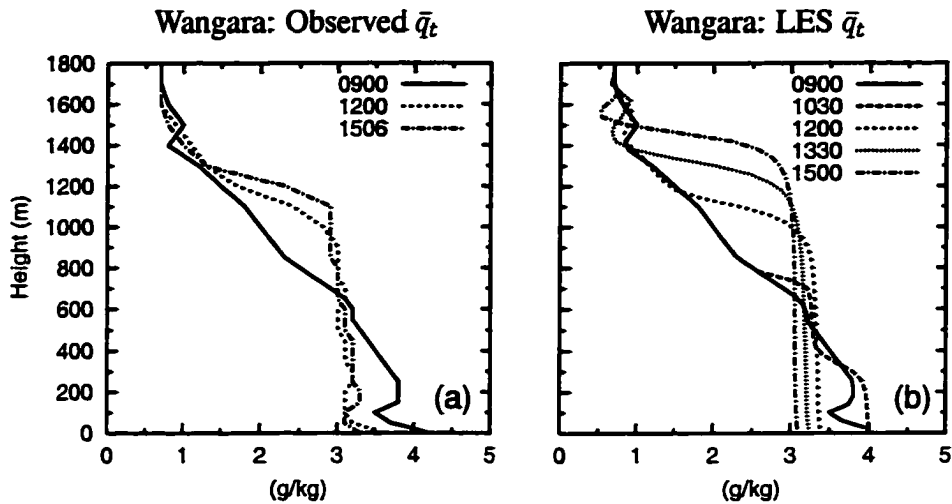 Wangara: Observed q̄ₜ
1800
1600
1400
1200
1000
800
600
400
200
0
Height (m)
0900
1200
1506
(a)
0 1 2 3 4 5
(g/kg)
Wangara: LES q̄ₜ
0900
1030
1200
1330
1500
(b)
0 1 2 3 4 5
(g/kg)